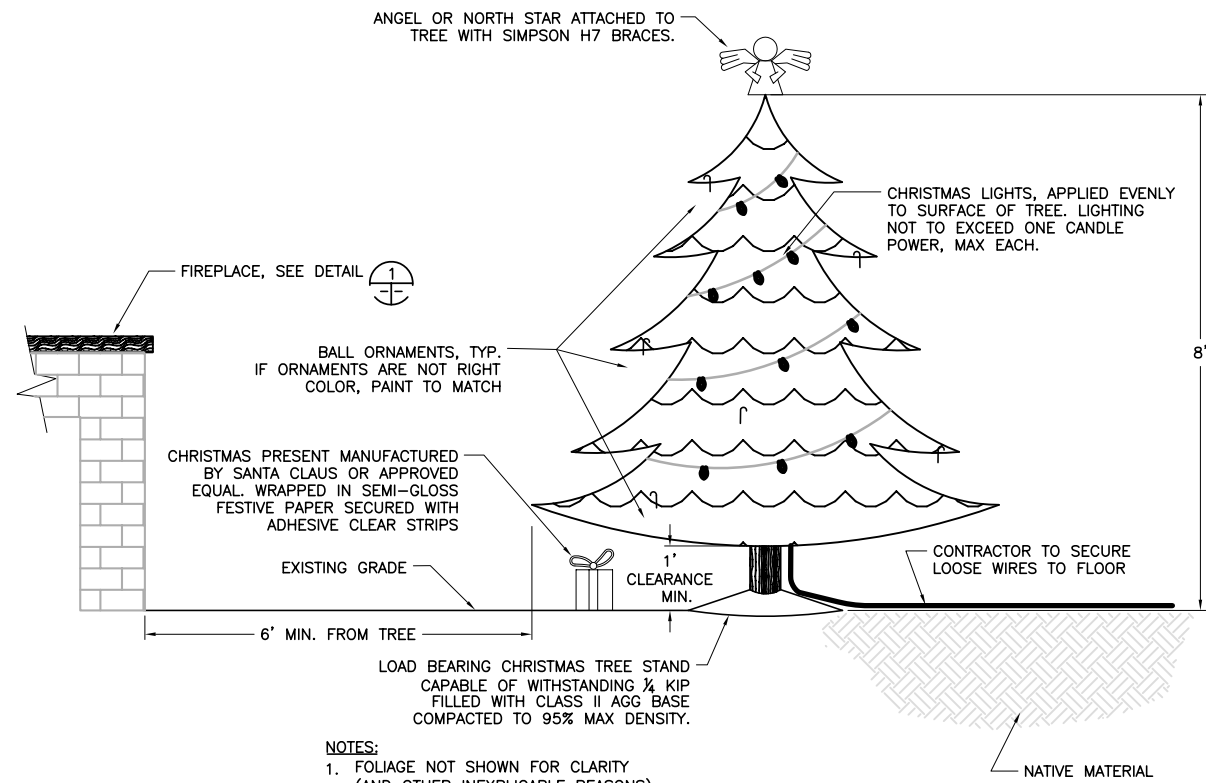 ANGEL OR NORTH STAR ATTACHED TO
TREE WITH SIMPSON H7 BRACES.
CHRISTMAS LIGHTS, APPLIED EVENLY
TO SURFACE OF TREE. LIGHTING
NOT TO EXCEED ONE CANDLE
POWER, MAX EACH.
FIREPLACE, SEE DETAIL
1
8'
BALL ORNAMENTS, TYP.
IF ORNAMENTS ARE NOT RIGHT
COLOR, PAINT TO MATCH
CHRISTMAS PRESENT MANUFACTURED
BY SANTA CLAUS OR APPROVED
EQUAL. WRAPPED IN SEMI-GLOSS
FESTIVE PAPER SECURED WITH
ADHESIVE CLEAR STRIPS
EXISTING GRADE
1'
CLEARANCE
MIN.
CONTRACTOR TO SECURE
LOOSE WIRES TO FLOOR
6' MIN. FROM TREE
LOAD BEARING CHRISTMAS TREE STAND
CAPABLE OF WITHSTANDING ¼ KIP
FILLED WITH CLASS II AGG BASE
COMPACTED TO 95% MAX DENSITY.
NOTES:
1. FOLIAGE NOT SHOWN FOR CLARITY
(AND OTHER INEXPLICABLE REASONS)
NATIVE MATERIAL